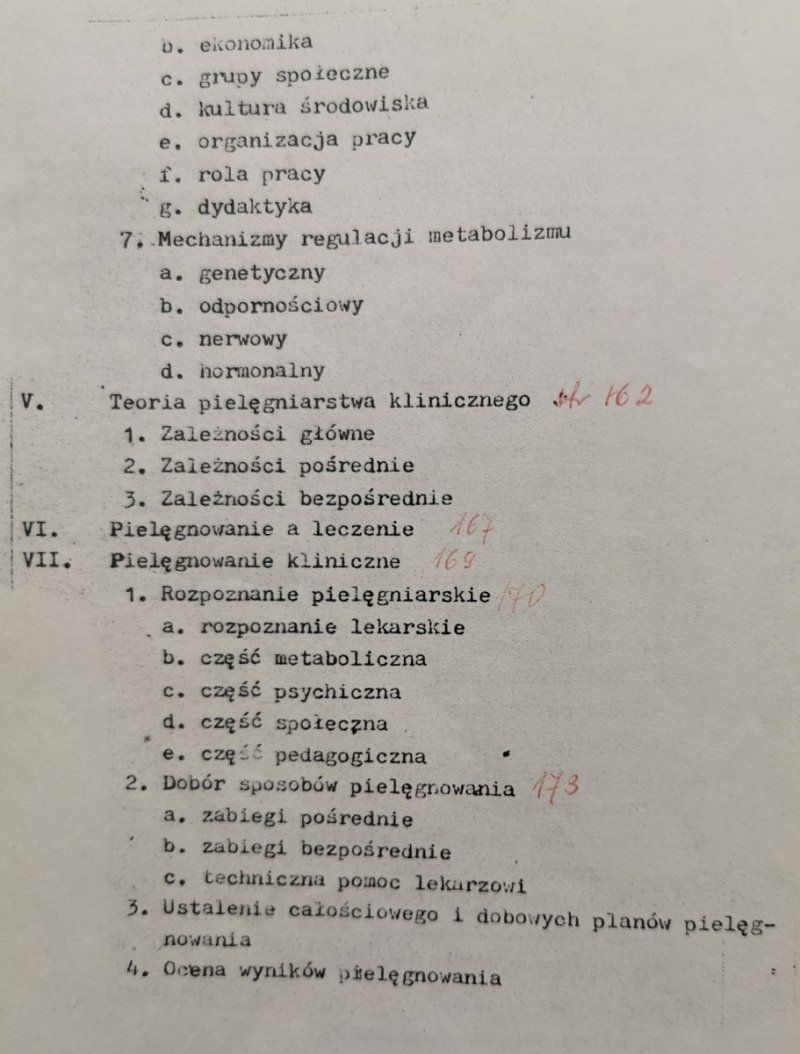 b. ekonomika
c. grupy społeczne
d. kultura środowiska
e. organizacja pracy
f. rola pracy
g. dydaktyka
7. Mechanizmy regulacji metabolizmu
a. genetyczny
b. odpornościowy
c. nerwowy
d. hormonalny
V. Teoria pielęgniarstwa klinicznego str 162
1. Zależności główne
2. Zależności pośrednie
3. Zależności bezpośrednie
VI. Pielęgnowanie a leczenie 167
VII. Pielęgnowanie kliniczne 169
1. Rozpoznanie pielęgniarskie 170
a. rozpoznanie lekarskie
b. część metaboliczna
c. część psychiczna
d. część społeczna
e. część pedagogiczna
2. Dobór sposobów pielęgnowania 173
a. zabiegi pośrednie
b. zabiegi bezpośrednie
c. techniczna pomoc lekarzowi
3. Ustalenie całościowego i dobowych planów pielęg-
nowania
4. Ocena wyników pielęgnowania